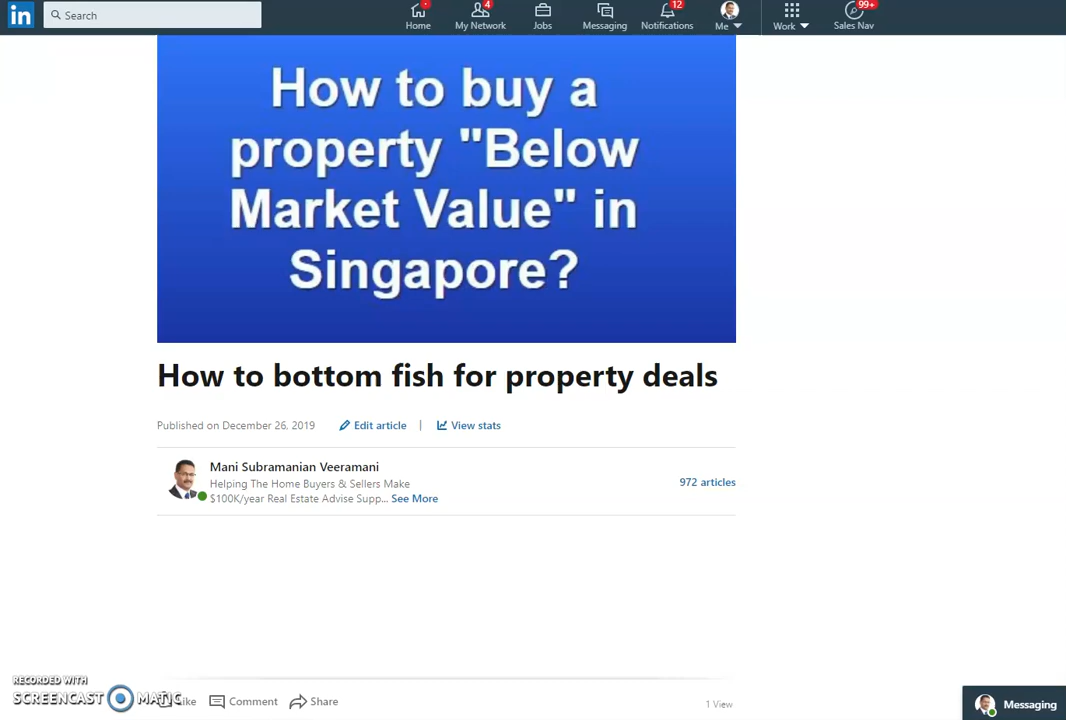 in Search
- 4 12 99+
Home My Network Jobs Messaging Notifications Me Work Sales Nav
How to buy a
property "Below
Market Value" in
Singapore?
How to bottom fish for property deals
Published on December 26, 2019 Edit article | View stats
Mani Subramanian Veeramani
Helping The Home Buyers & Sellers Make
$100K/year Real Estate Advise Supp... See More
972 articles
RECORDED WITH
SCREENCAST MATIC
Like Comment Share
1 View
Messaging